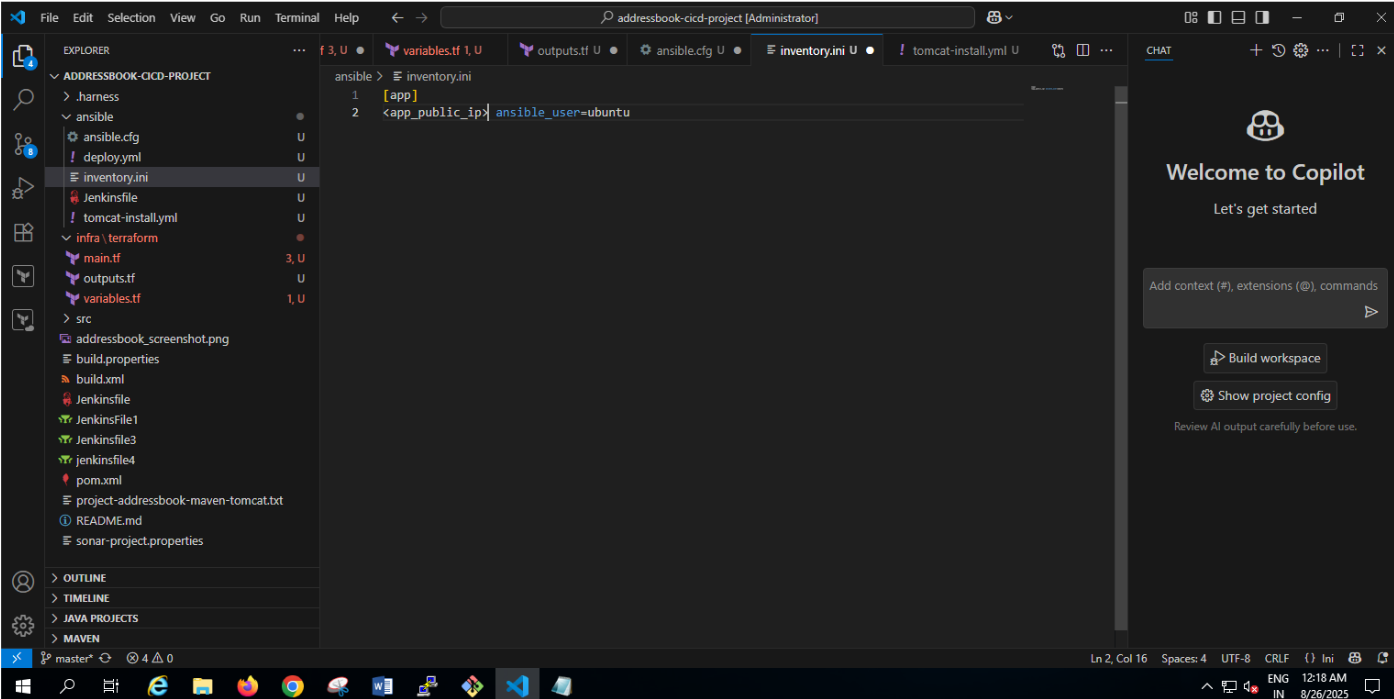 File Edit Selection View Go Run Terminal Help
addressbook-cicd-project [Administrator]
EXPLORER
f 3, U
variables.tf 1, U
outputs.tf U
ansible.cfg U
inventory.ini U
tomcat-install.yml U
CHAT
ADDRESSBOOK-CICD-PROJECT
.harness
ansible
ansible.cfg U
deploy.yml U
inventory.ini U
Jenkinsfile U
tomcat-install.yml U
infra\terraform
main.tf 3, U
outputs.tf U
variables.tf 1, U
src
addressbook_screenshot.png
build.properties
build.xml
Jenkinsfile
JenkinsFile1
Jenkinsfile3
jenkinsfile4
pom.xml
project-addressbook-maven-tomcat.txt
README.md
sonar-project.properties
OUTLINE
TIMELINE
JAVA PROJECTS
MAVEN
4
8
ansible > inventory.ini
1 [app]
2 <app_public_ip> ansible_user=ubuntu
Welcome to Copilot
Let's get started
Add context (#), extensions (@), commands
Build workspace
Show project config
Review AI output carefully before use.
master* 4 0
Ln 2, Col 16 Spaces: 4 UTF-8 CRLF {} Ini
ENG
IN
12:18 AM
8/26/2025